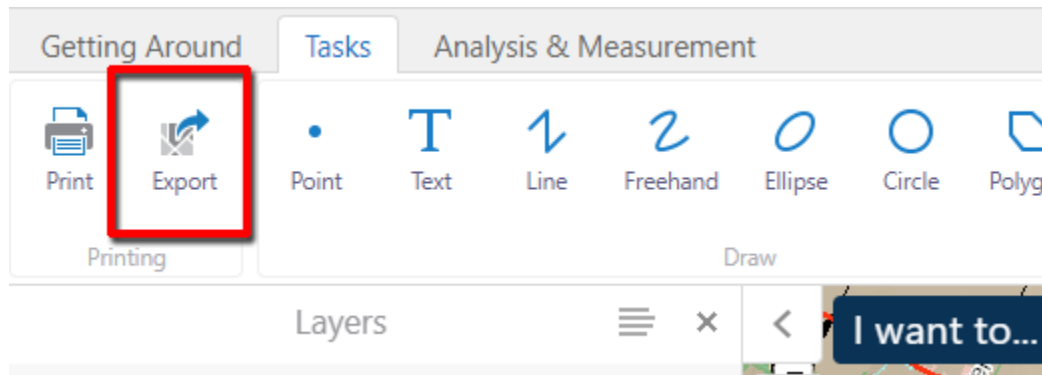 Getting Around Tasks Analysis & Measurement
Print Export Point Text Line Freehand Ellipse Circle
Printing Draw
Layers I want to...